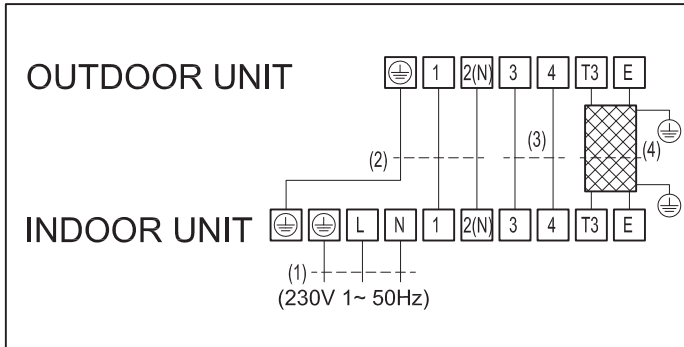 OUTDOOR UNIT 1 2(N) 3 4 T3 E
(2) (3) (4)
INDOOR UNIT L N 1 2(N) 3 4 T3 E
(1)
(230V 1~ 50Hz)